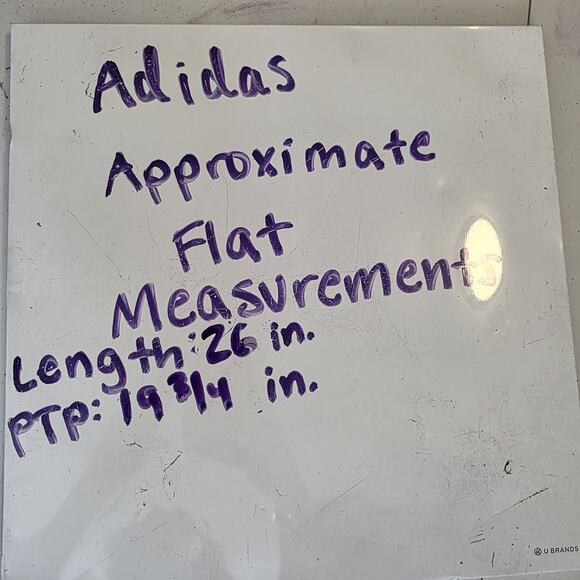 Adidas
Approximate
Flat
Measurements
Length: 26 in.
PTP: 19 3/4 in.
U BRANDS